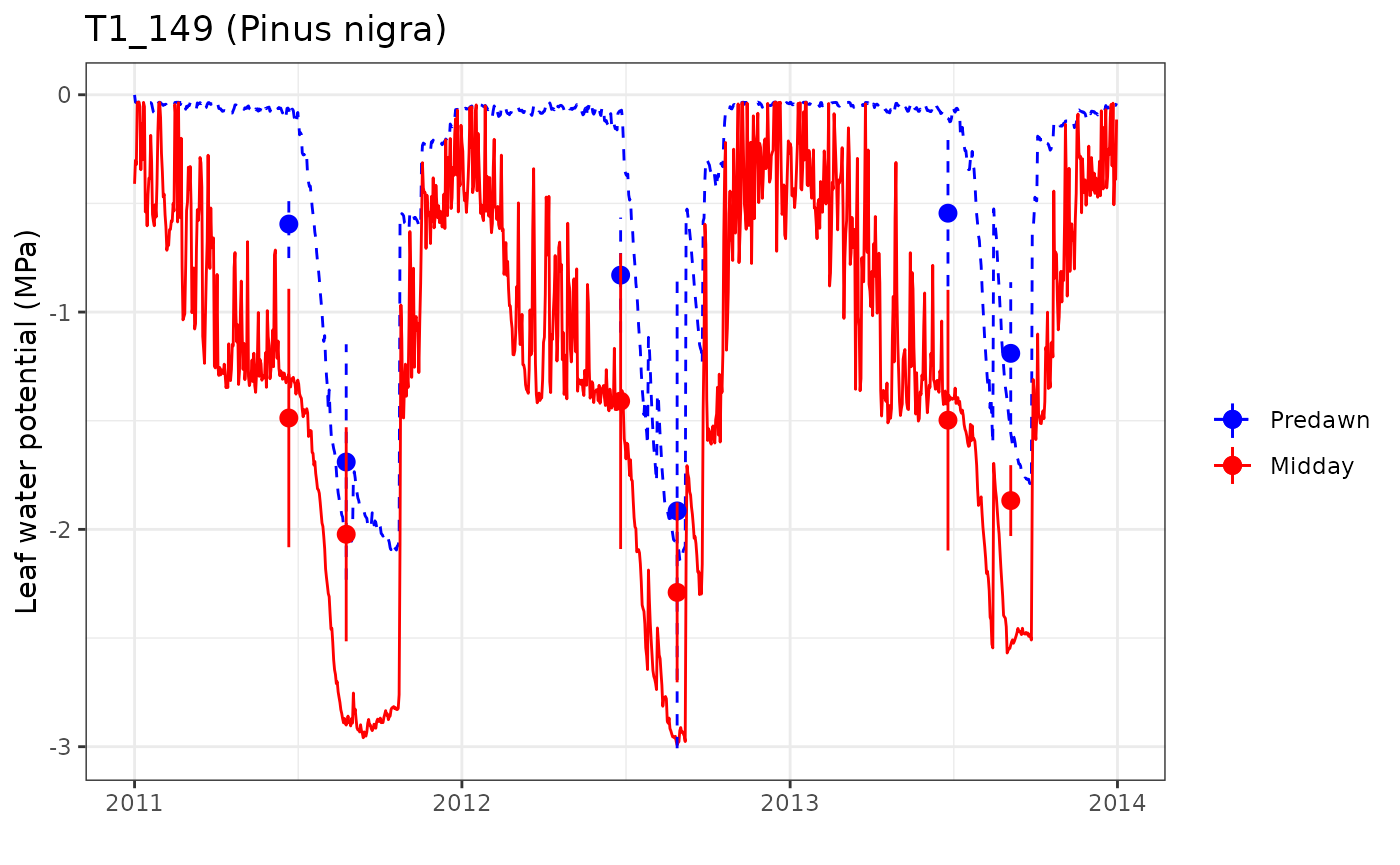 T1_149 (Pinus nigra)
Leaf water potential (MPa)
0
-1
-2
-3
2011
2012
2013
2014
Predawn
Midday